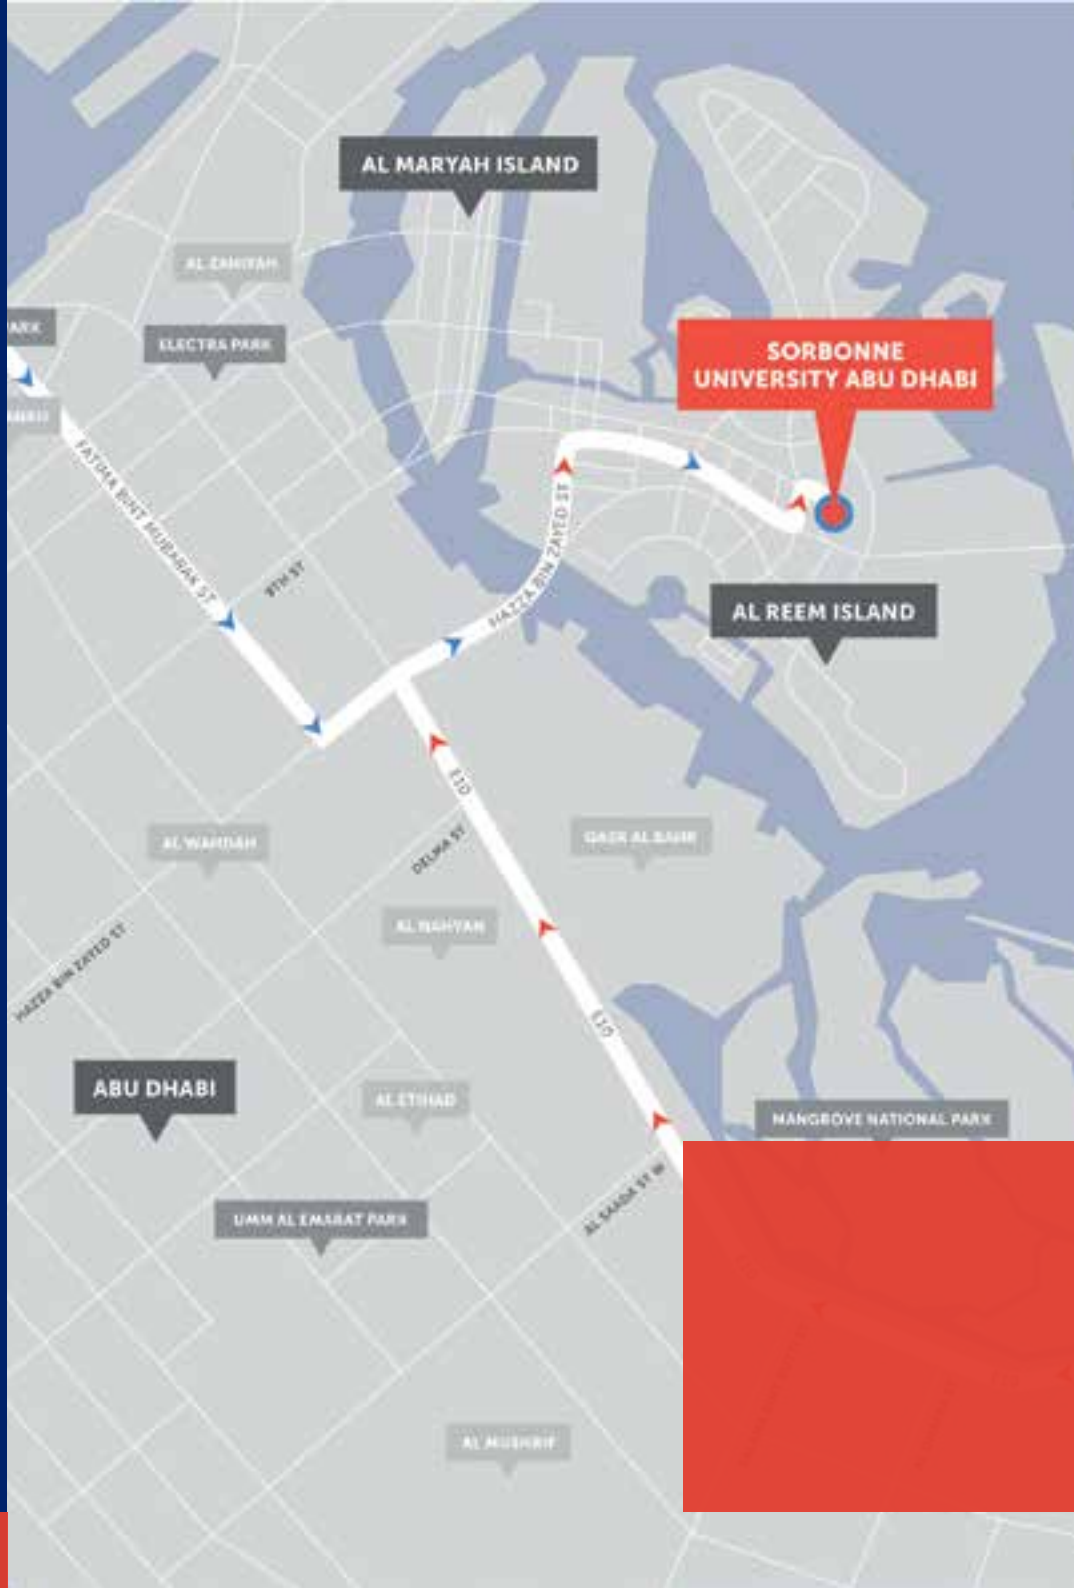 AL MARYAH ISLAND
AL ZAHIYAH
ARK
ELECTRA PARK
SORBONNE
UNIVERSITY ABU DHABI
FATIMA BINT MUBARAK ST
9TH ST
HAZZA BIN ZAYED ST
AL REEM ISLAND
E10
AL WAHDAH
DELMA ST
QASR AL BAHR
AL NAHYAN
HAZZA BIN ZAYED ST
E10
ABU DHABI
AL ETIHAD
MANGROVE NATIONAL PARK
AL SAADA ST W
UMM AL EMARAT PARK
AL MUSHRIF